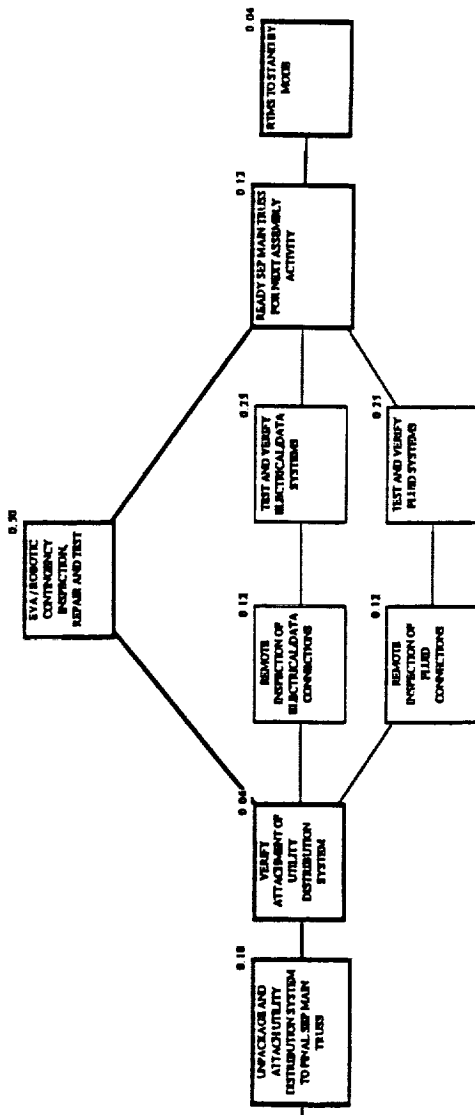 0.18
UNPACKAGE AND
ATTACH UTILITY
DISTRIBUTION SYSTEM
TO FINAL SEP MAIN
TRUSS
VERIFY
ATTACHMENT OF
UTILITY
DISTRIBUTION
SYSTEM
0.50
EVA / ROBOTIC
CONTINGENCY
INSPECTION,
REPAIR AND TEST
0.12
REMOTE
INSPECTION OF
ELECTRICAL/DATA
CONNECTIONS
0.25
TEST AND VERIFY
ELECTRICAL/DATA
SYSTEMS
0.12
REMOTE
INSPECTION OF
FLUID
CONNECTIONS
0.25
TEST AND VERIFY
FLUID SYSTEMS
0.12
READY SEP MAIN TRUSS
FOR NEXT ASSEMBLY
ACTIVITY
0.04
RTMS TO STAND BY
MODE